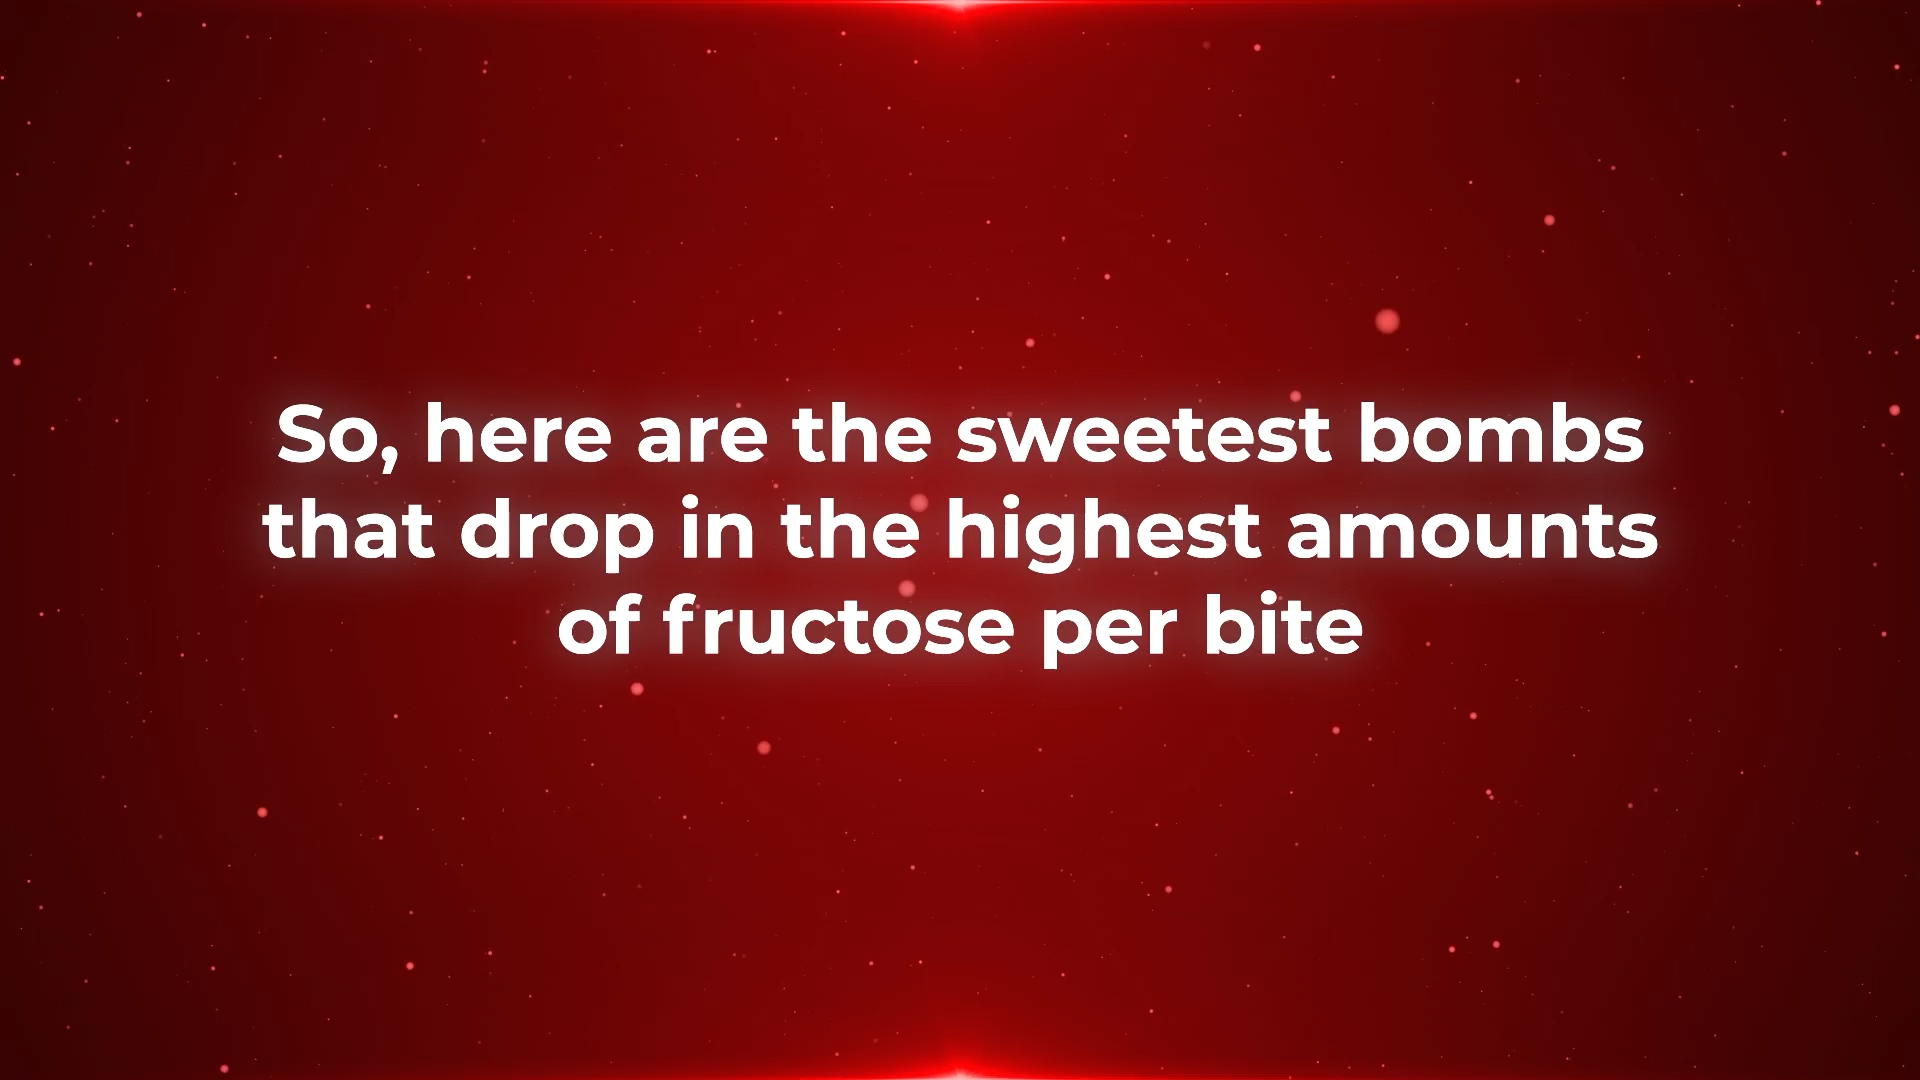 So, here are the sweetest bombs
that drop in the highest amounts
of fructose per bite